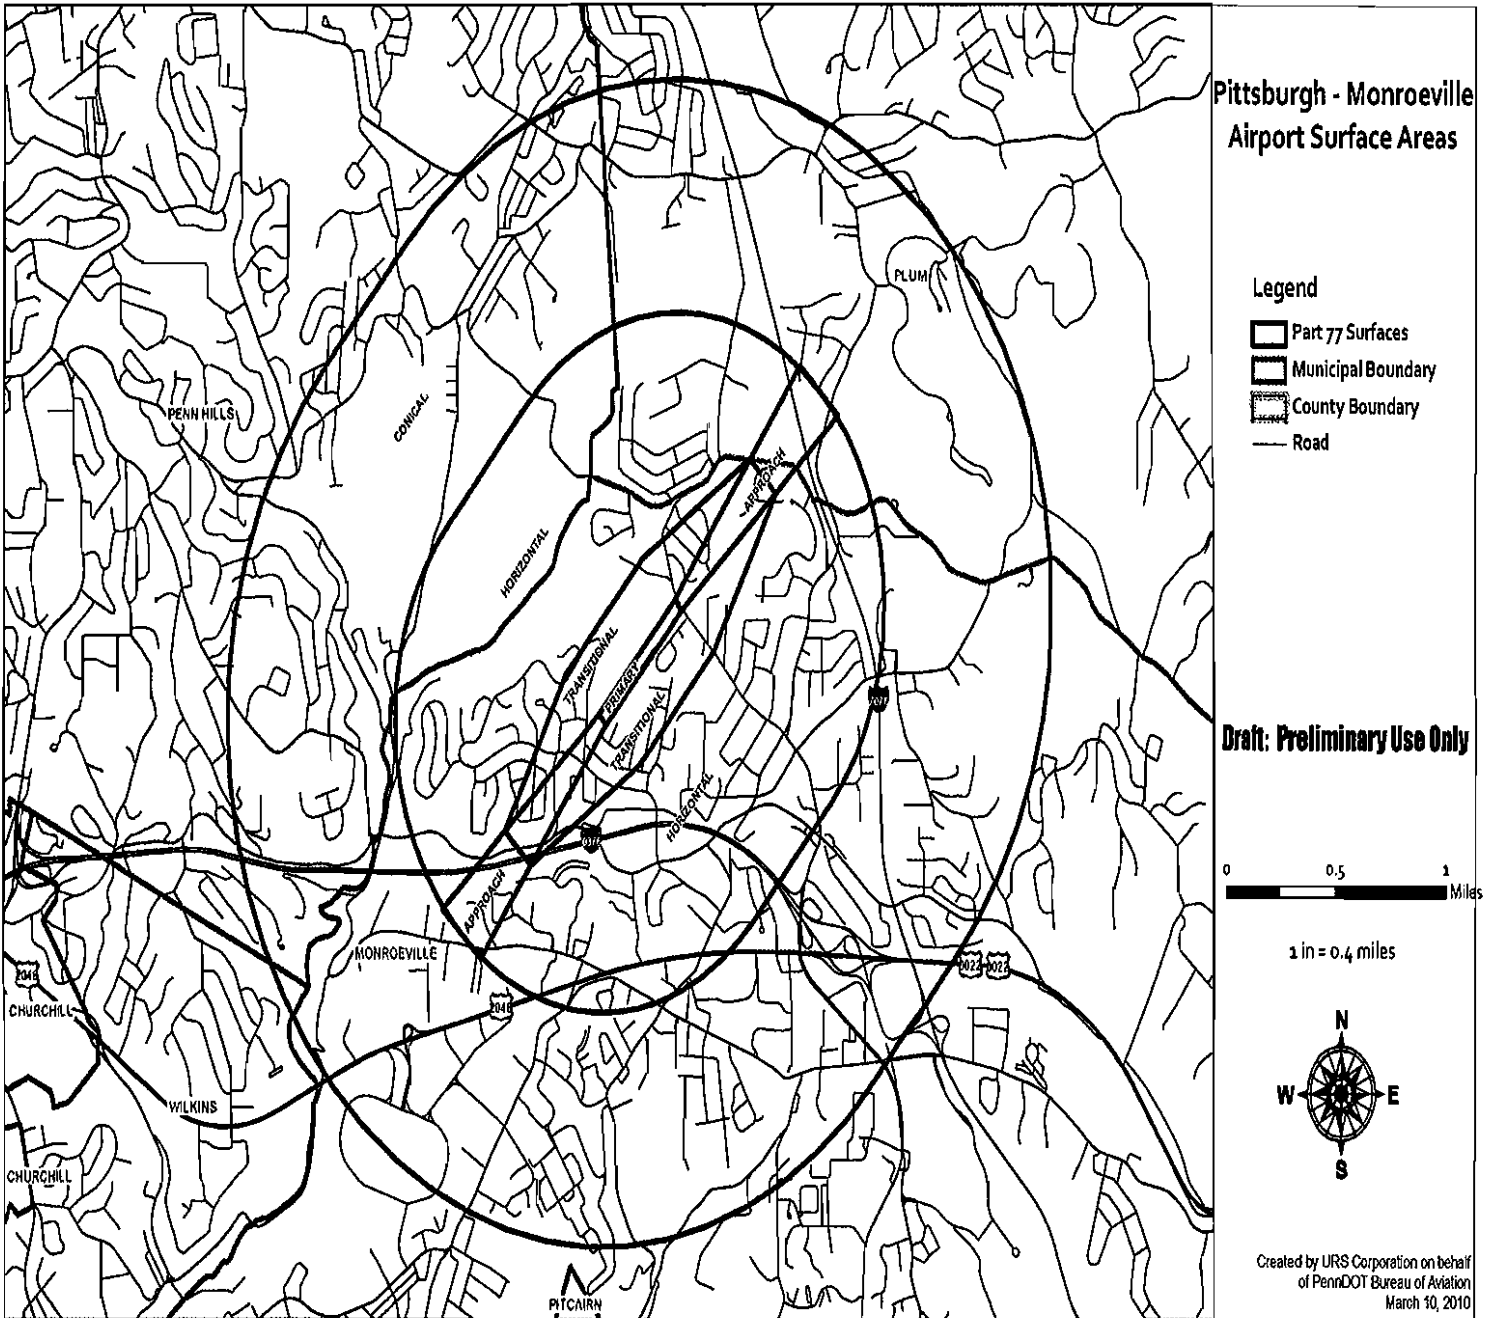 Pittsburgh - Monroeville
Airport Surface Areas
Legend
Part 77 Surfaces
Municipal Boundary
County Boundary
Road
Draft: Preliminary Use Only
0 0.5 1
Miles
1 in = 0.4 miles
N
W E
S
Created by URS Corporation on behalf
of PennDOT Bureau of Aviation
March 10, 2010
PLUM
PENN HILLS
CONICAL
APPROACH
HORIZONTAL
TRANSITIONAL
PRIMARY
TRANSITIONAL
HORIZONTAL
APPROACH
MONROEVILLE
CHURCHILL
0022 0022
WILKINS
CHURCHILL
PITCAIRN